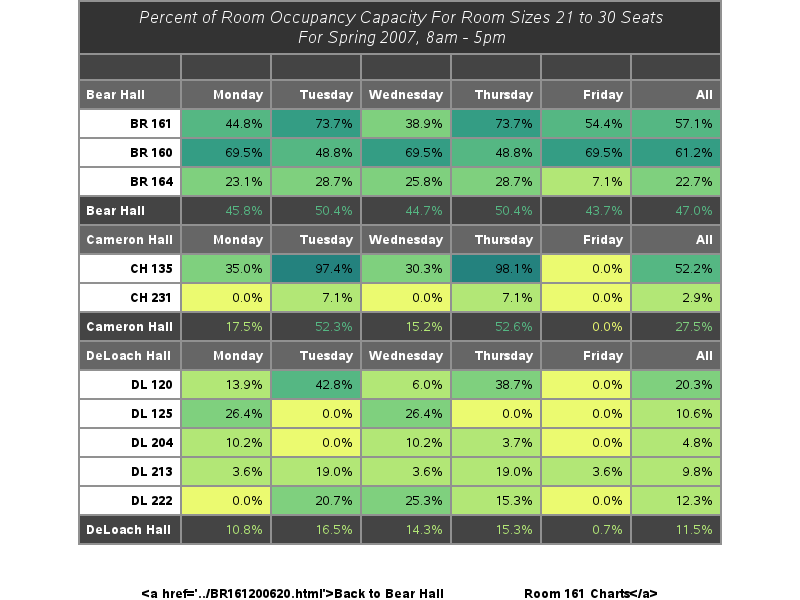 Percent of Room Occupancy Capacity For Room Sizes 21 to 30 Seats
For Spring 2007, 8am - 5pm
Bear Hall Monday Tuesday Wednesday Thursday Friday All
BR 161 44.8% 73.7% 38.9% 73.7% 54.4% 57.1%
BR 160 69.5% 48.8% 69.5% 48.8% 69.5% 61.2%
BR 164 23.1% 28.7% 25.8% 28.7% 7.1% 22.7%
Bear Hall 45.8% 50.4% 44.7% 50.4% 43.7% 47.0%
Cameron Hall Monday Tuesday Wednesday Thursday Friday All
CH 135 35.0% 97.4% 30.3% 98.1% 0.0% 52.2%
CH 231 0.0% 7.1% 0.0% 7.1% 0.0% 2.9%
Cameron Hall 17.5% 52.3% 15.2% 52.6% 0.0% 27.5%
DeLoach Hall Monday Tuesday Wednesday Thursday Friday All
DL 120 13.9% 42.8% 6.0% 38.7% 0.0% 20.3%
DL 125 26.4% 0.0% 26.4% 0.0% 0.0% 10.6%
DL 204 10.2% 0.0% 10.2% 3.7% 0.0% 4.8%
DL 213 3.6% 19.0% 3.6% 19.0% 3.6% 9.8%
DL 222 0.0% 20.7% 25.3% 15.3% 0.0% 12.3%
DeLoach Hall 10.8% 16.5% 14.3% 15.3% 0.7% 11.5%
<a href='../BR161200620.html'>Back to Bear Hall Room 161 Charts</a>